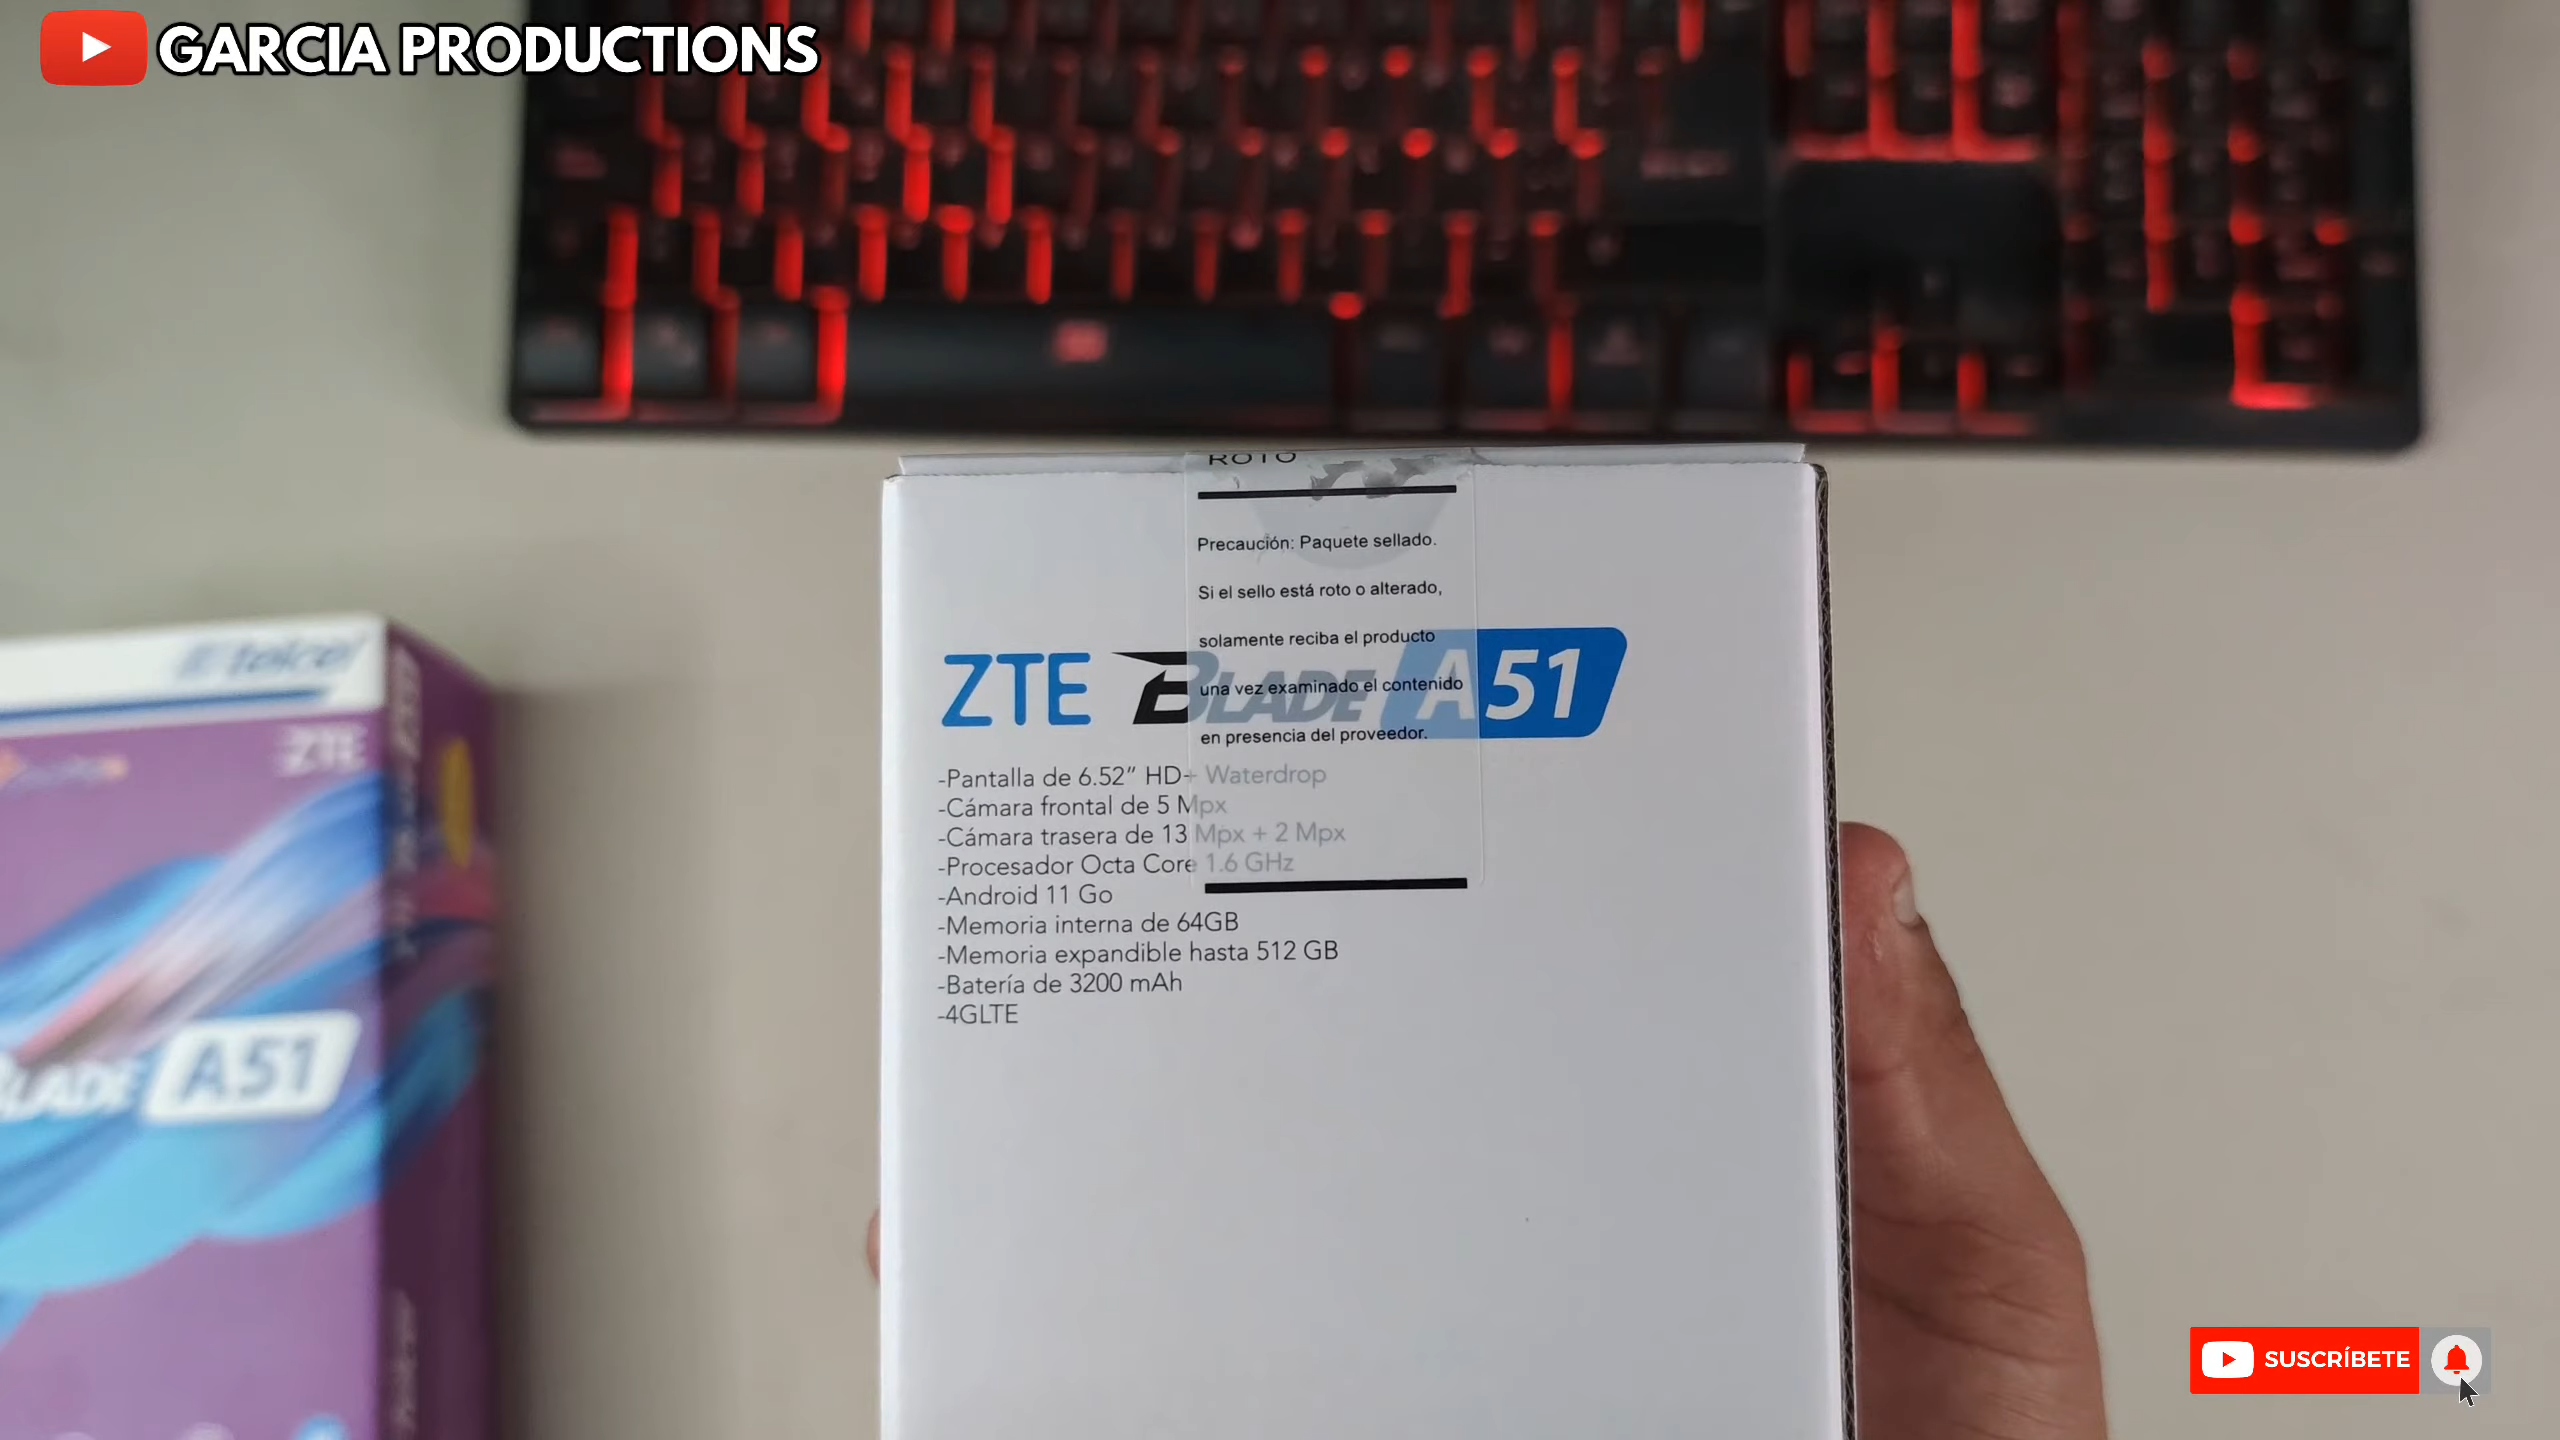 GARCIA PRODUCTIONS
ROTO
Precaución: Paquete sellado.
Si el sello está roto o alterado,
solamente reciba el producto
una vez examinado el contenido
en presencia del proveedor.
ZTE BLADE A51
-Pantalla de 6.52” HD+ Waterdrop
-Cámara frontal de 5 Mpx
-Cámara trasera de 13 Mpx + 2 Mpx
-Procesador Octa Core 1.6 GHz
-Android 11 Go
-Memoria interna de 64GB
-Memoria expandible hasta 512 GB
-Batería de 3200 mAh
-4GLTE
telcel
ZTE
BLADE A51
SUSCRÍBETE